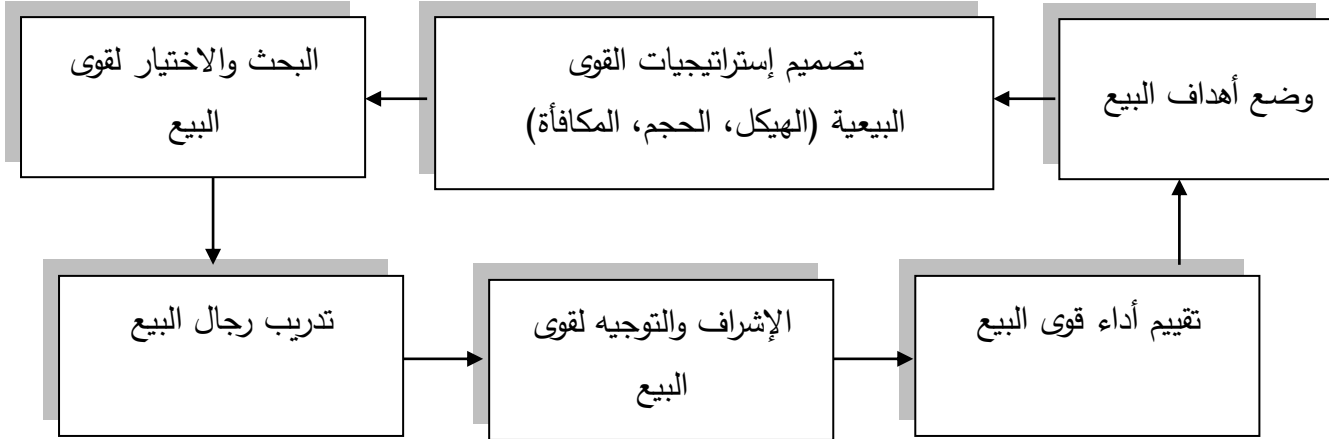 وضع أهداف البيع
تصميم إستراتيجيات القوى
البيعية (الهيكل، الحجم، المكافأة)
البحث والاختيار لقوى
البيع
تدريب رجال البيع
الإشراف والتوجيه لقوى
البيع
تقييم أداء قوى البيع